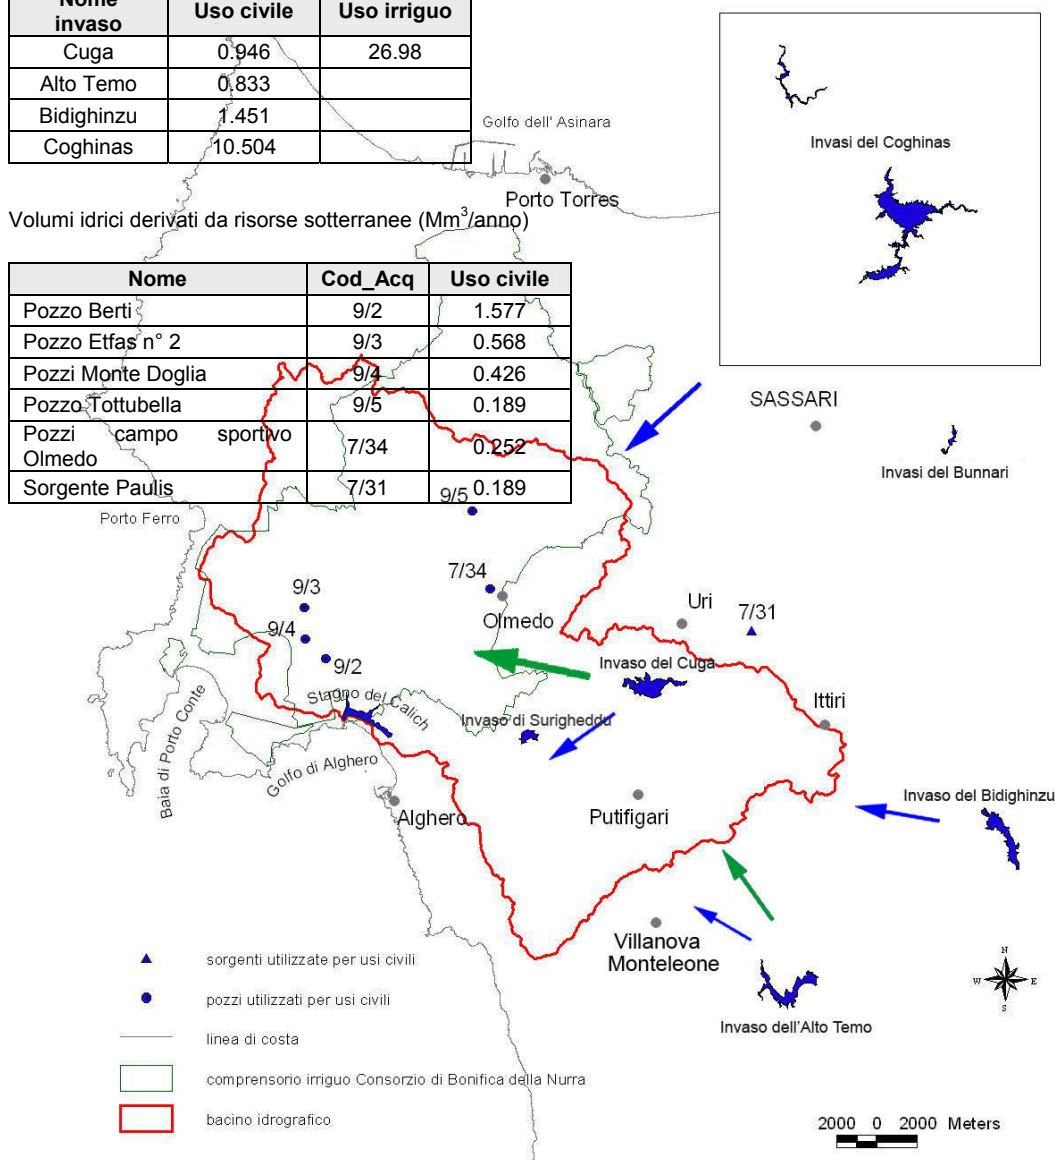 Nome invaso Uso civile Uso irriguo
Cuga 0.946 26.98
Alto Temo 0.833
Bidighinzu 1.451
Coghinas 10.504
Golfo dell' Asinara
Porto Torres
Invasi del Coghinas
Volumi idrici derivati da risorse sotterranee (Mm³/anno)
Nome Cod_Acq Uso civile
Pozzo Berti 9/2 1.577
Pozzo Etfas n° 2 9/3 0.568
Pozzi Monte Doglia 9/4 0.426
Pozzo Tottubella 9/5 0.189
Pozzi campo sportivo Olmedo 7/34 0.252
Sorgente Paulis 7/31 0.189
SASSARI
Invasi del Bunnari
9/5
Porto Ferro
7/34
9/3
Olmedo
Uri
7/31
9/4
9/2
Invaso del Cuga
Stagno del Calich
Invaso di Surigheddu
Ittiri
Baia di Porto Conte
Golfo di Alghero
Alghero
Putifigari
Invaso del Bidighinzu
Villanova
Monteleone
Invaso dell'Alto Temo
N
W E
S
sorgenti utilizzate per usi civili
pozzi utilizzati per usi civili
linea di costa
comprensorio irriguo Consorzio di Bonifica della Nurra
bacino idrografico
2000 0 2000 Meters